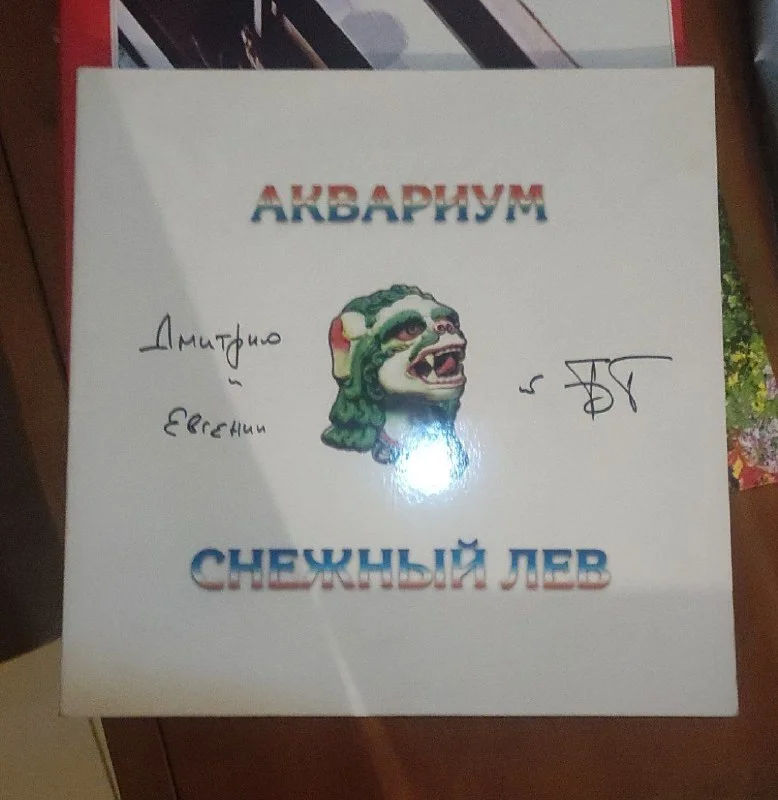 АКВАРИУМ
Дмитрию
и
Евгении
БГ
СНЕЖНЫЙ ЛЕВ